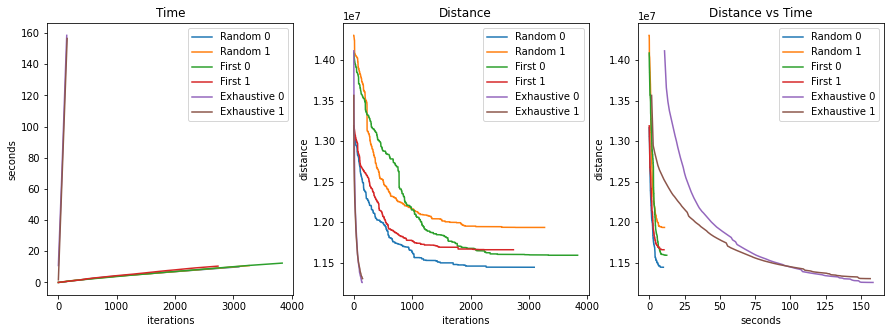 Time
160
140
120
100
80
60
40
20
0
seconds
0
1000
2000
3000
4000
iterations
Random 0
Random 1
First 0
First 1
Exhaustive 0
Exhaustive 1
Distance
1e7
1.40
1.35
1.30
1.25
1.20
1.15
distance
0
1000
2000
3000
4000
iterations
Random 0
Random 1
First 0
First 1
Exhaustive 0
Exhaustive 1
Distance vs Time
1e7
1.40
1.35
1.30
1.25
1.20
1.15
distance
0
25
50
75
100
125
150
seconds
Random 0
Random 1
First 0
First 1
Exhaustive 0
Exhaustive 1